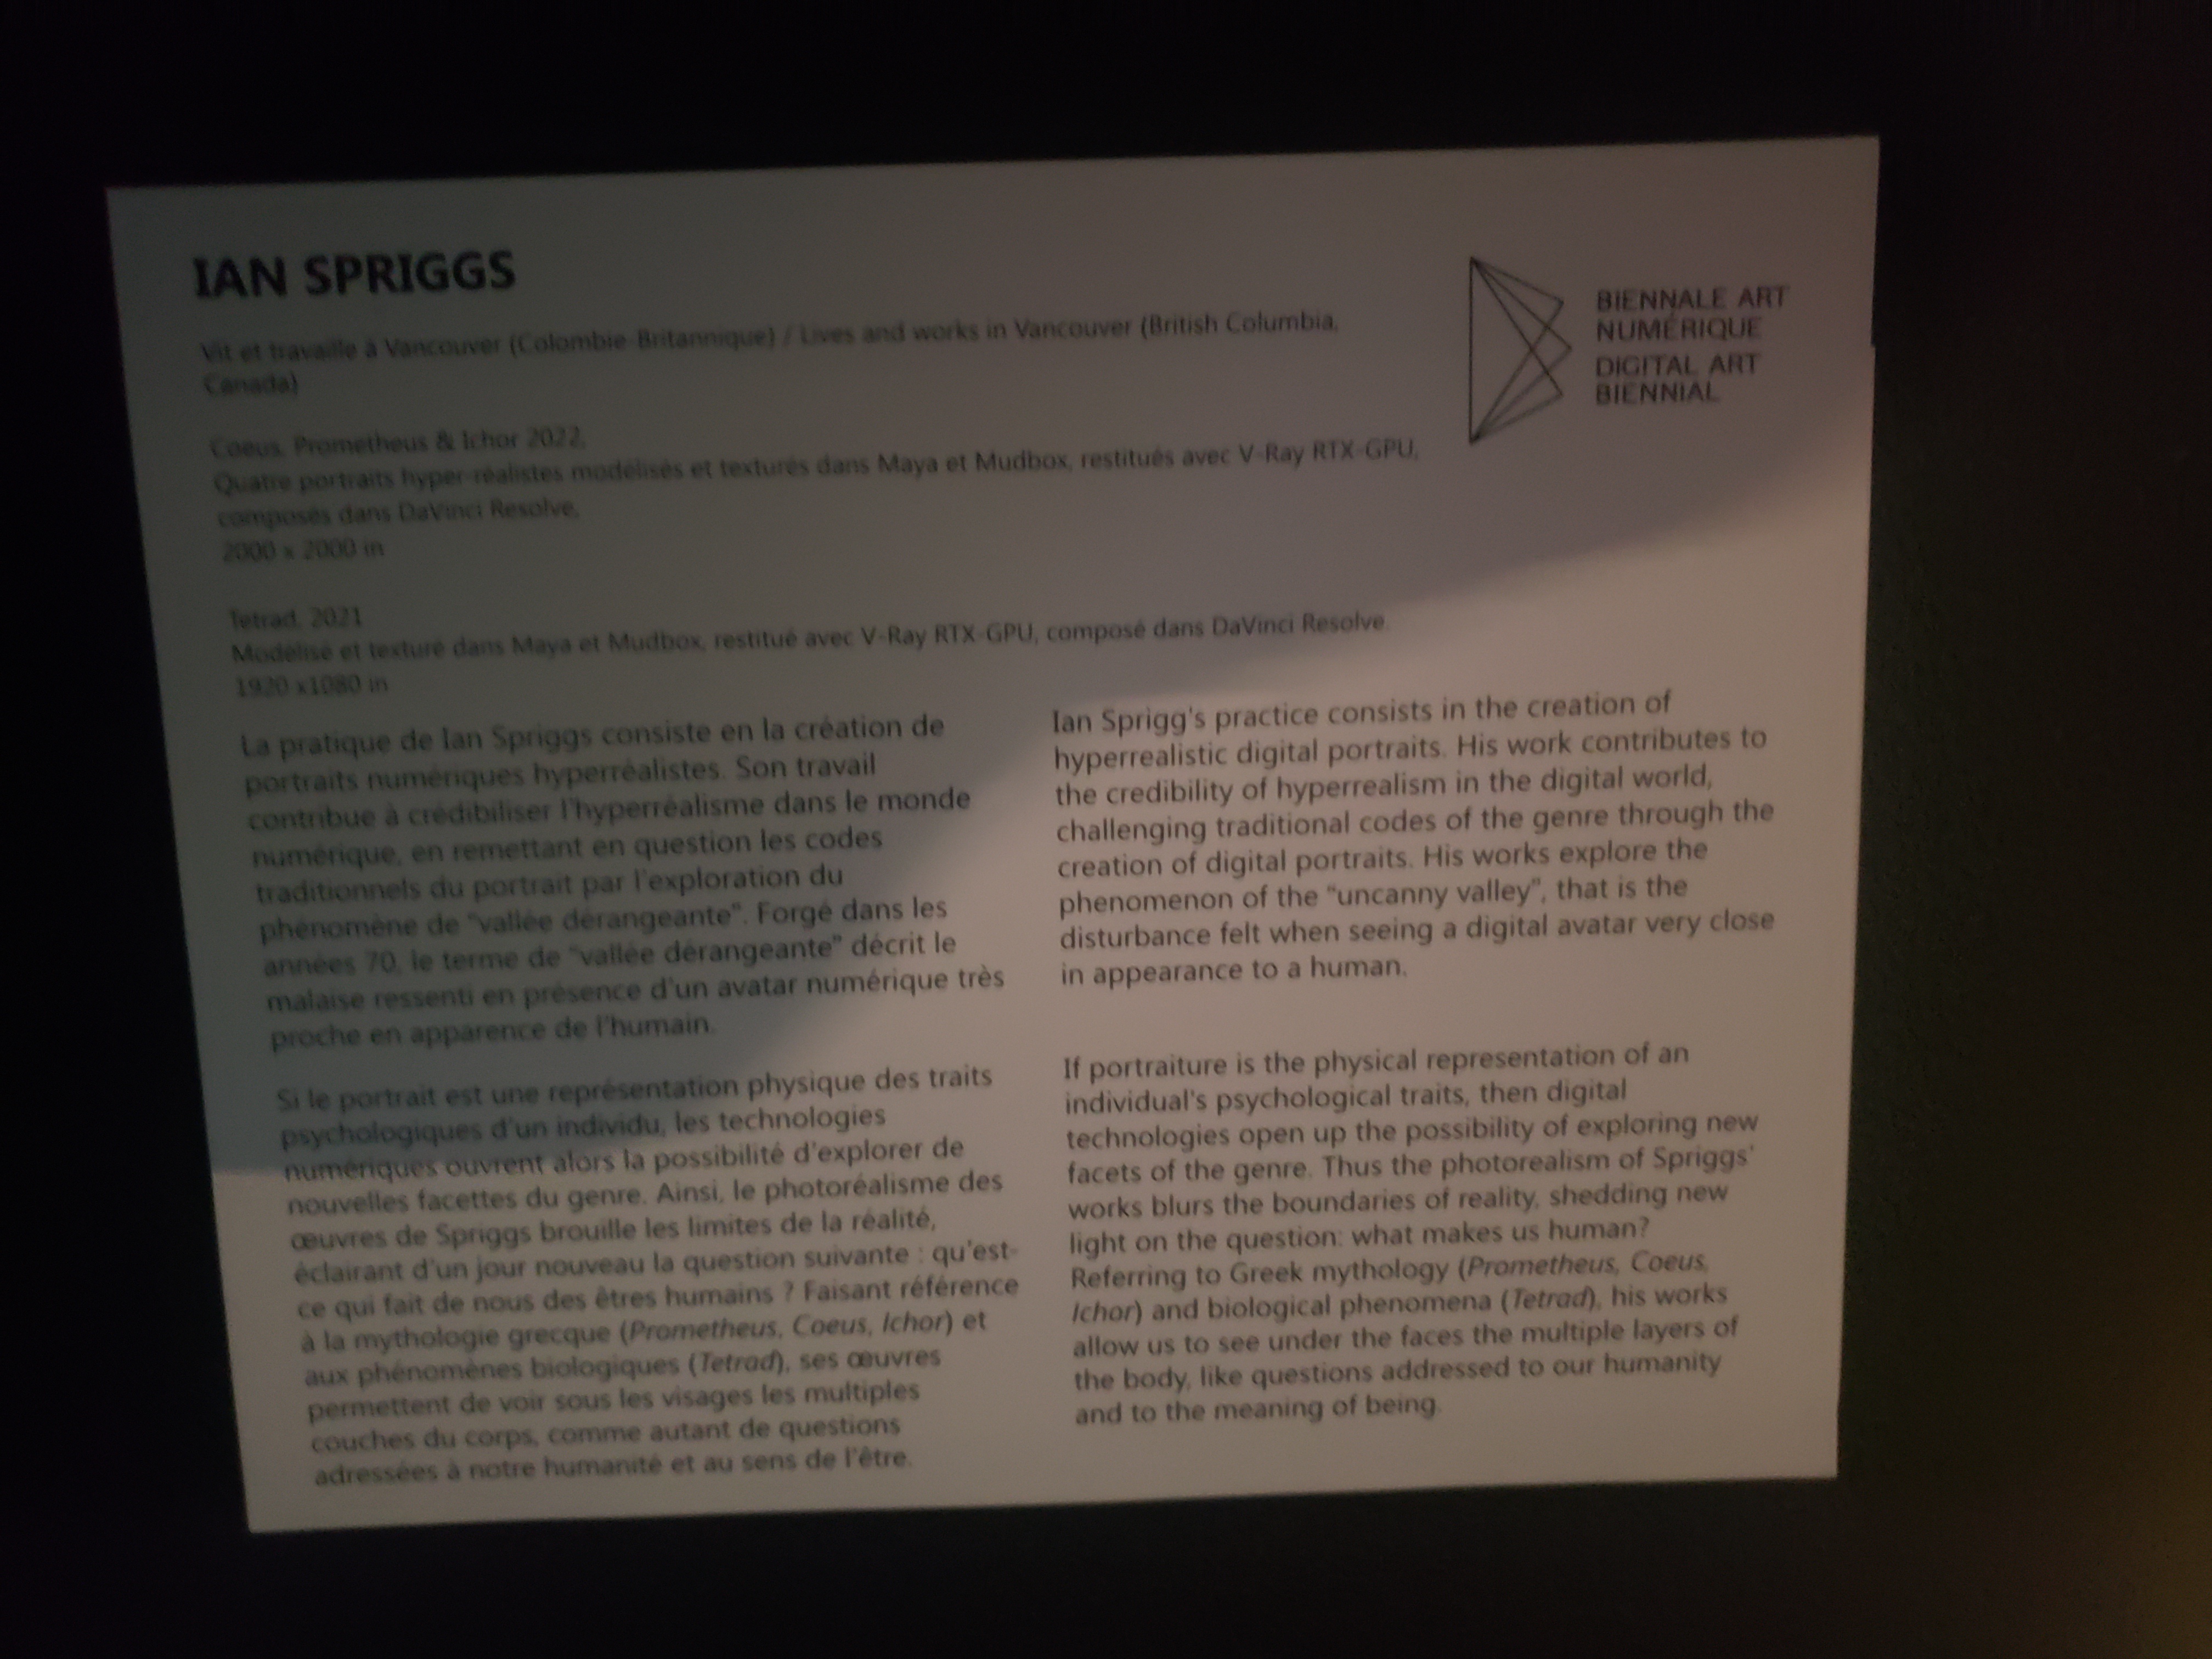 IAN SPRIGGS
Vit et travaille à Vancouver (Colombie-Britannique) / Lives and works in Vancouver (British Columbia,
Canada)
BIENNALE ART
NUMÉRIQUE
DIGITAL ART
BIENNIAL
Coeus, Prometheus & Ichor 2022,
Quatre portraits hyper-réalistes modélisés et texturés dans Maya et Mudbox, restitués avec V-Ray RTX-GPU,
composés dans DaVinci Resolve,
2000 x 2000 in
Tetrad, 2021
Modélisé et texturé dans Maya et Mudbox, restitué avec V-Ray RTX-GPU, composé dans DaVinci Resolve.
1920 x1080 in
La pratique de Ian Spriggs consiste en la création de
portraits numériques hyperréalistes. Son travail
contribue à crédibiliser l'hyperréalisme dans le monde
numérique, en remettant en question les codes
traditionnels du portrait par l'exploration du
phénomène de "vallée dérangeante". Forgé dans les
années 70, le terme de "vallée dérangeante" décrit le
malaise ressenti en présence d'un avatar numérique très
proche en apparence de l'humain.
Si le portrait est une représentation physique des traits
psychologiques d'un individu, les technologies
numériques ouvrent alors la possibilité d'explorer de
nouvelles facettes du genre. Ainsi, le photoréalisme des
œuvres de Spriggs brouille les limites de la réalité,
éclairant d'un jour nouveau la question suivante : qu'est-
ce qui fait de nous des êtres humains ? Faisant référence
à la mythologie grecque (Prometheus, Coeus, Ichor) et
aux phénomènes biologiques (Tetrad), ses œuvres
permettent de voir sous les visages les multiples
couches du corps, comme autant de questions
adressées à notre humanité et au sens de l'être.
Ian Sprigg's practice consists in the creation of
hyperrealistic digital portraits. His work contributes to
the credibility of hyperrealism in the digital world,
challenging traditional codes of the genre through the
creation of digital portraits. His works explore the
phenomenon of the "uncanny valley", that is the
disturbance felt when seeing a digital avatar very close
in appearance to a human.
If portraiture is the physical representation of an
individual's psychological traits, then digital
technologies open up the possibility of exploring new
facets of the genre. Thus the photorealism of Spriggs'
works blurs the boundaries of reality, shedding new
light on the question: what makes us human?
Referring to Greek mythology (Prometheus, Coeus,
Ichor) and biological phenomena (Tetrad), his works
allow us to see under the faces the multiple layers of
the body, like questions addressed to our humanity
and to the meaning of being.